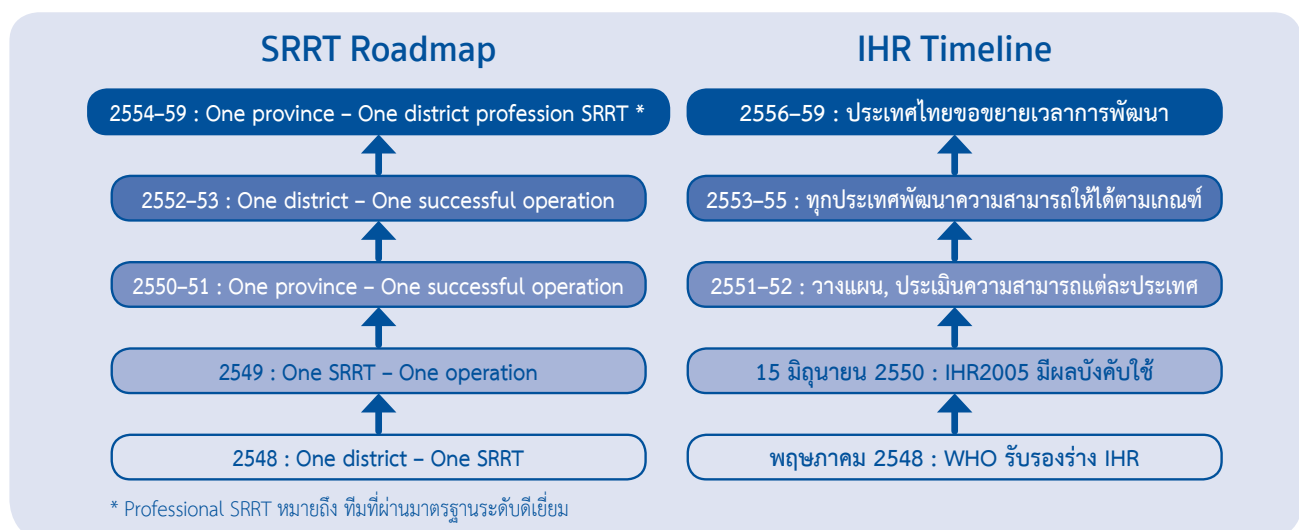 SRRT Roadmap
2554–59 : One province – One district profession SRRT *
2552–53 : One district – One successful operation
2550–51 : One province – One successful operation
2549 : One SRRT – One operation
2548 : One district – One SRRT
* Professional SRRT หมายถึง ทีมที่ผ่านมาตรฐานระดับดีเยี่ยม
IHR Timeline
2556–59 : ประเทศไทยขอขยายเวลาการพัฒนา
2553–55 : ทุกประเทศพัฒนาความสามารถให้ได้ตามเกณฑ์
2551–52 : วางแผน, ประเมินความสามารถแต่ละประเทศ
15 มิถุนายน 2550 : IHR2005 มีผลบังคับใช้
พฤษภาคม 2548 : WHO รับรองร่าง IHR